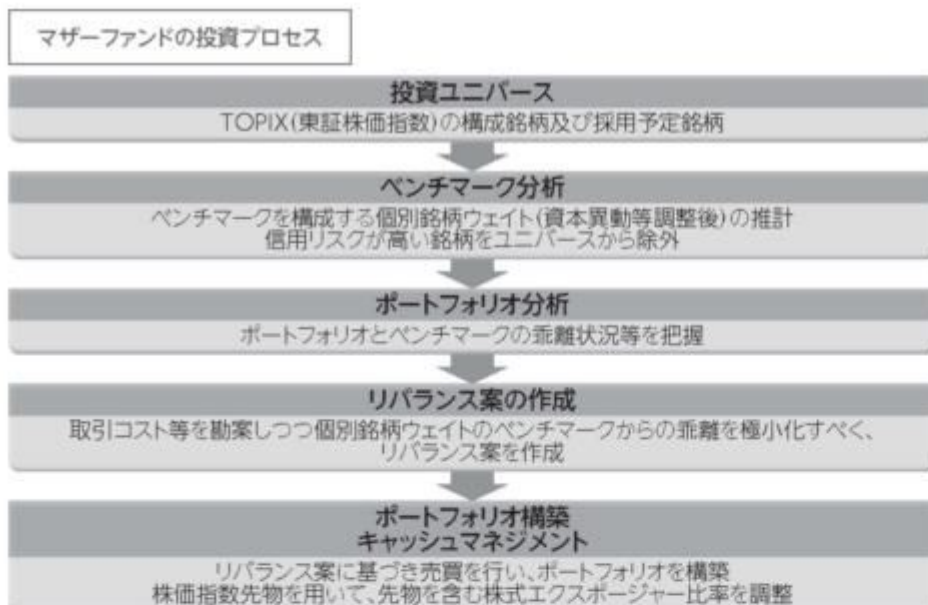 マザーファンドの投資プロセス
投資ユニバース
TOPIX(東証株価指数)の構成銘柄及び採用予定銘柄
ベンチマーク分析
ベンチマークを構成する個別銘柄ウェイト(資本異動等調整後)の推計
信用リスクが高い銘柄をユニバースから除外
ポートフォリオ分析
ポートフォリオとベンチマークの乖離状況等を把握
リバランス案の作成
取引コスト等を勘案しつつ個別銘柄ウェイトのベンチマークからの乖離を極小化すべく、
リバランス案を作成
ポートフォリオ構築
キャッシュマネジメント
リバランス案に基づき売買を行い、ポートフォリオを構築
株価指数先物を用いて、先物を含む株式エクスポージャー比率を調整